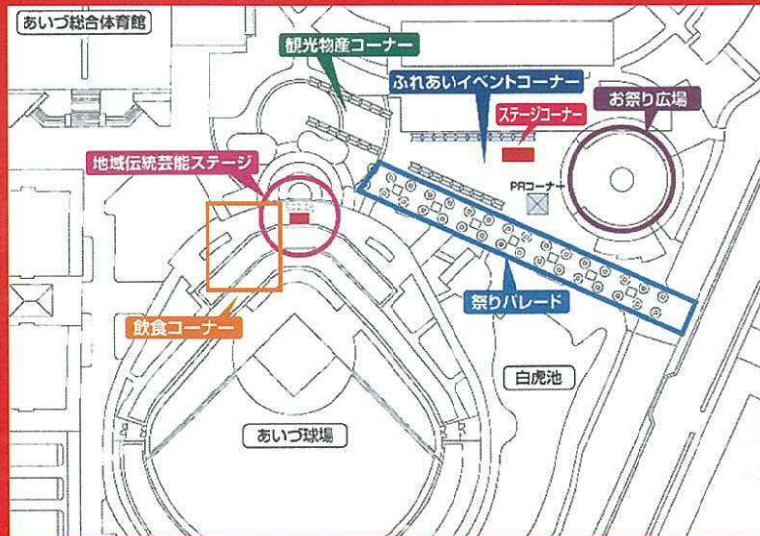 あいづ総合体育館
観光物産コーナー
ふれあいイベントコーナー
ステージコーナー
お祭り広場
地域伝統芸能ステージ
PRコーナー
祭りパレード
飲食コーナー
白虎池
あいづ球場